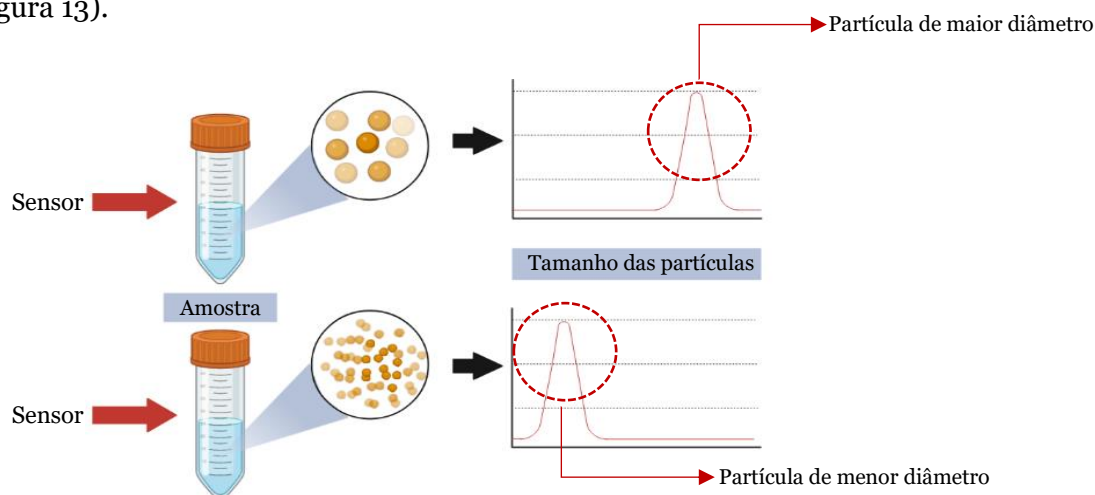 gura 13).
Partícula de maior diâmetro
Sensor
Tamanho das partículas
Amostra
Sensor
Partícula de menor diâmetro